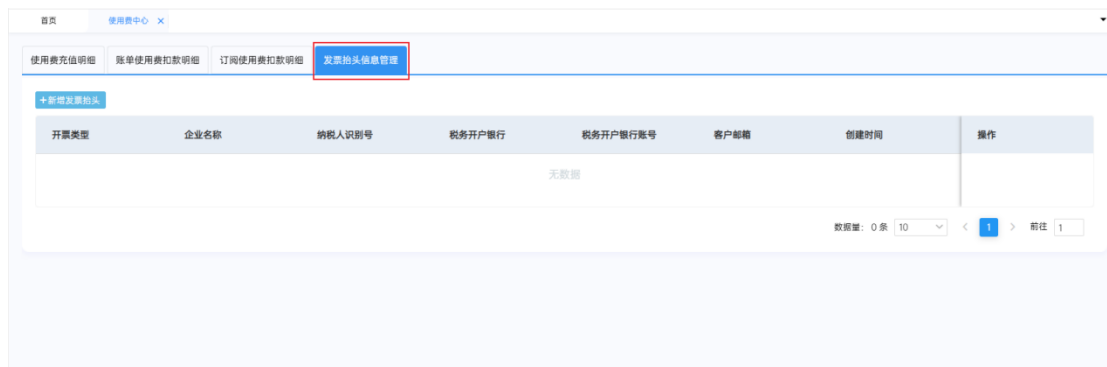 首页 使用费中心 ×
使用费充值明细 账单使用费扣款明细 订阅使用费扣款明细 发票抬头信息管理
+新增发票抬头
开票类型 企业名称 纳税人识别号 税务开户银行 税务开户银行账号 客户邮箱 创建时间 操作
无数据
数据量: 0 条 10 < 1 > 前往 1